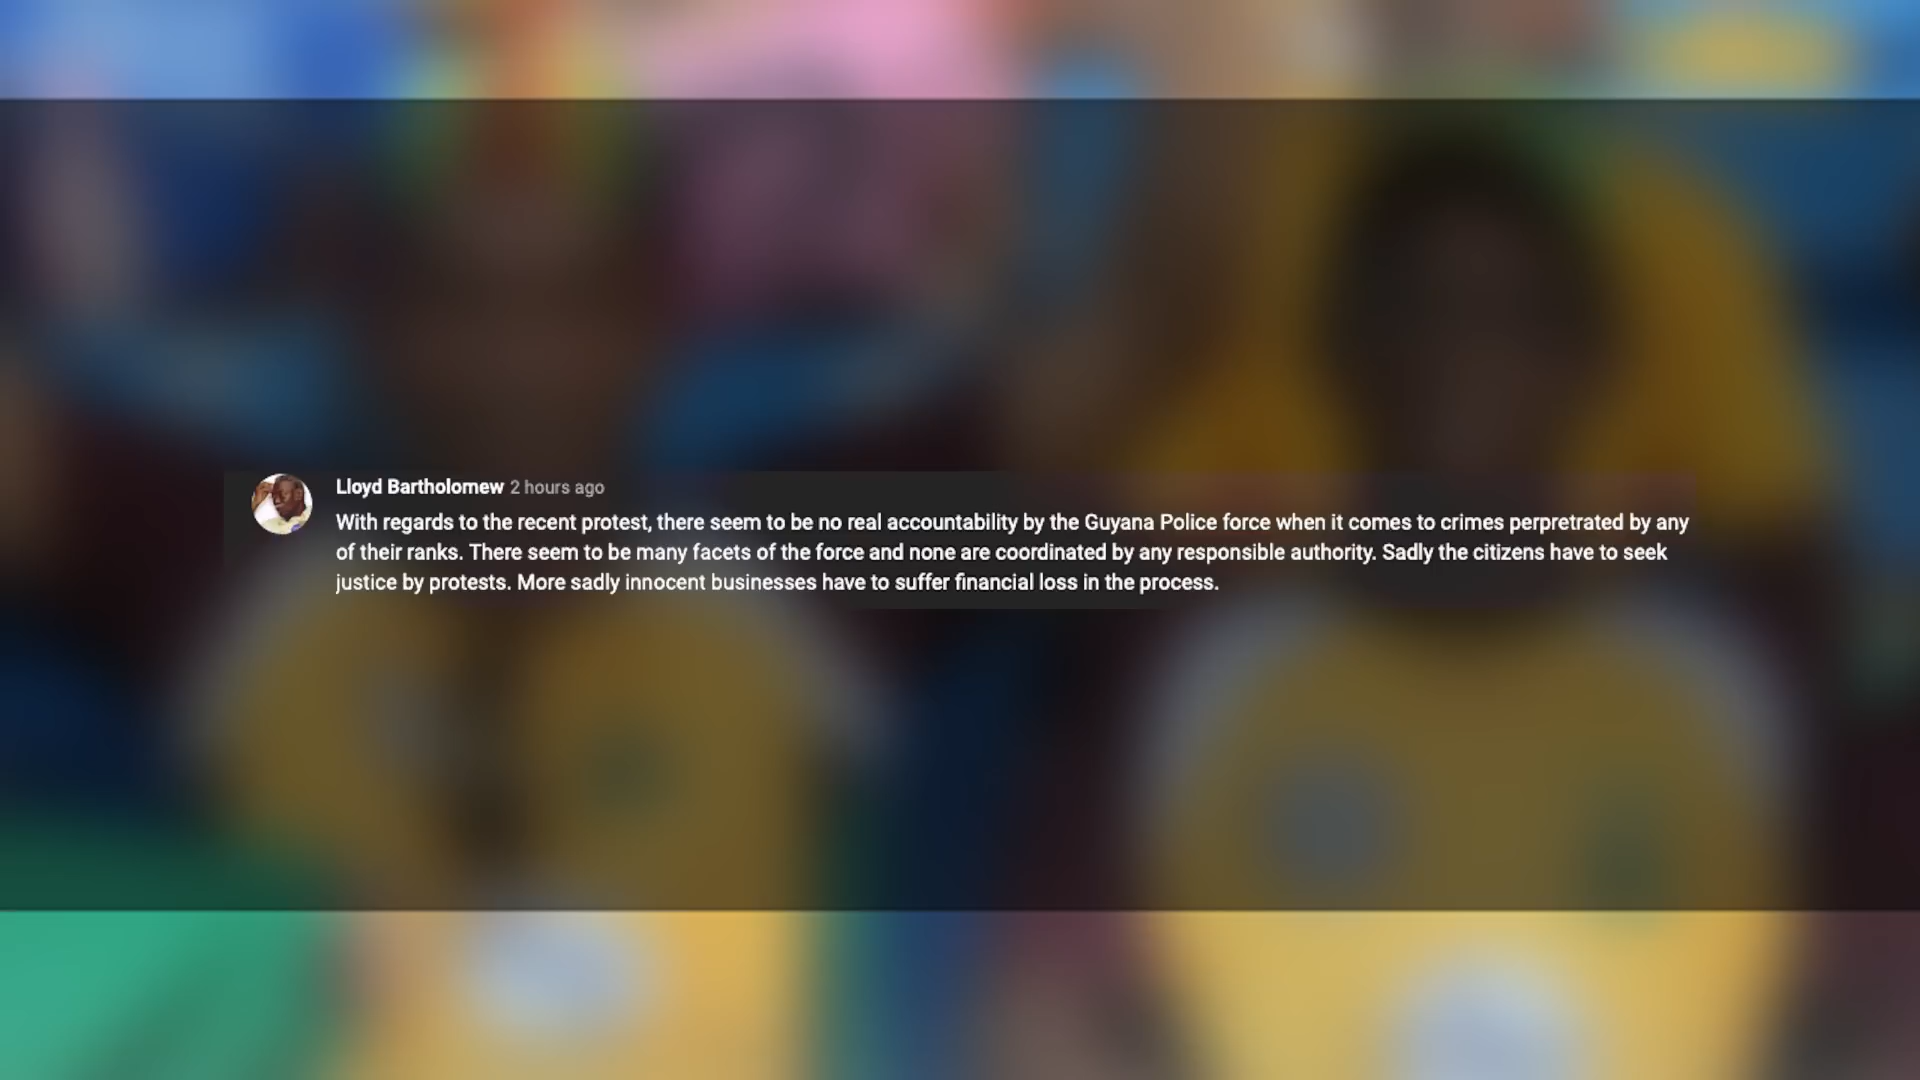 Lloyd Bartholomew 2 hours ago
With regards to the recent protest, there seem to be no real accountability by the Guyana Police force when it comes to crimes perpretrated by any
of their ranks. There seem to be many facets of the force and none are coordinated by any responsible authority. Sadly the citizens have to seek
justice by protests. More sadly innocent businesses have to suffer financial loss in the process.